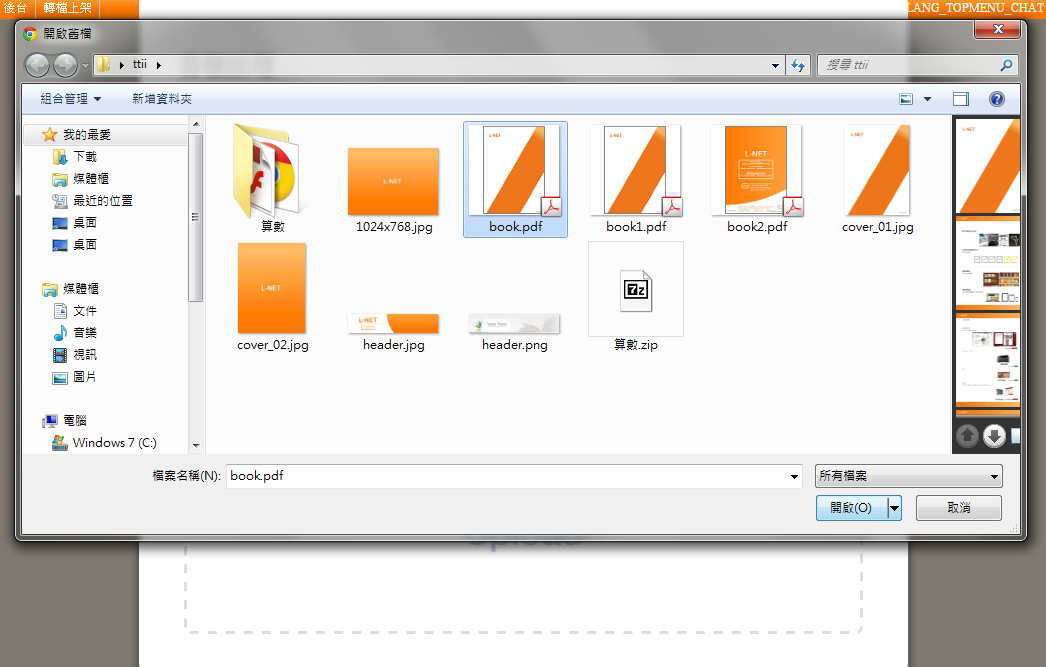 後台 轉檔上架
LANG_TOPMENU_CHAT
開啟舊檔
ttii
搜尋 ttii
組合管理
新增資料夾
我的最愛
下載
媒體櫃
最近的位置
桌面
桌面
媒體櫃
文件
音樂
視訊
圖片
電腦
Windows 7 (C:)
L-NET
L-NET
L-NET
L-NET
L-NET
算數
1024x768.jpg
book.pdf
book1.pdf
book2.pdf
cover_01.jpg
L-NET
L-NET
7z
cover_02.jpg
header.jpg
header.png
算數.zip
L-NET
檔案名稱(N):
book.pdf
所有檔案
開啟(O)
取消
Upload